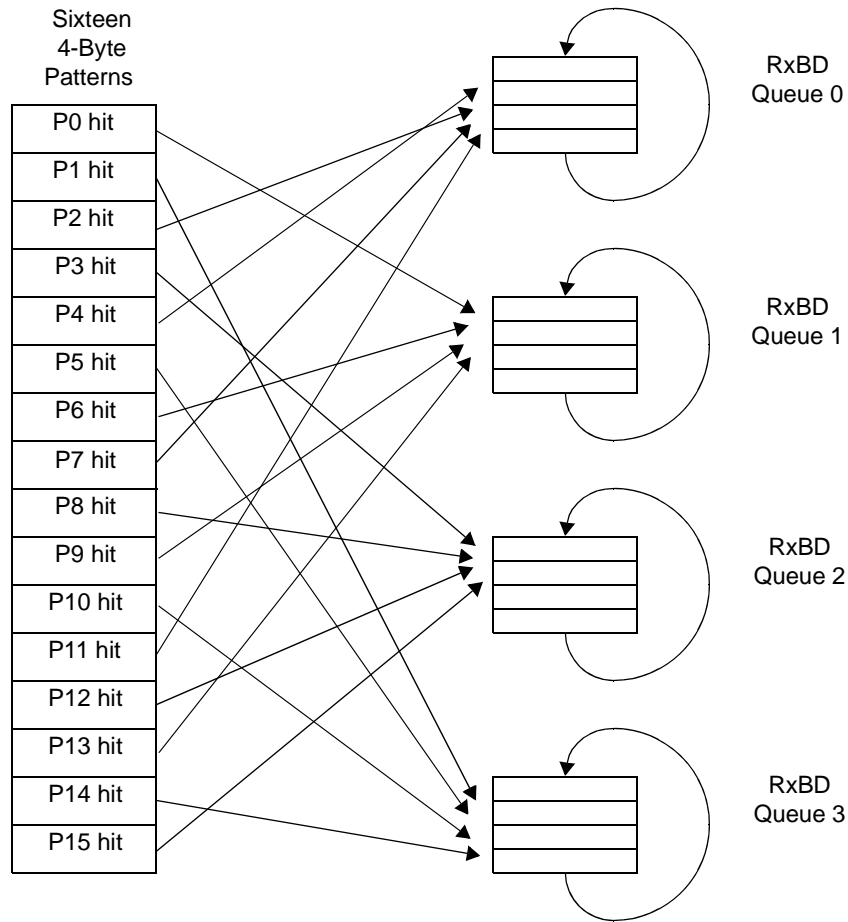 Sixteen
4-Byte
Patterns
P0 hit
P1 hit
P2 hit
P3 hit
P4 hit
P5 hit
P6 hit
P7 hit
P8 hit
P9 hit
P10 hit
P11 hit
P12 hit
P13 hit
P14 hit
P15 hit
RxBD
Queue 0
RxBD
Queue 1
RxBD
Queue 2
RxBD
Queue 3